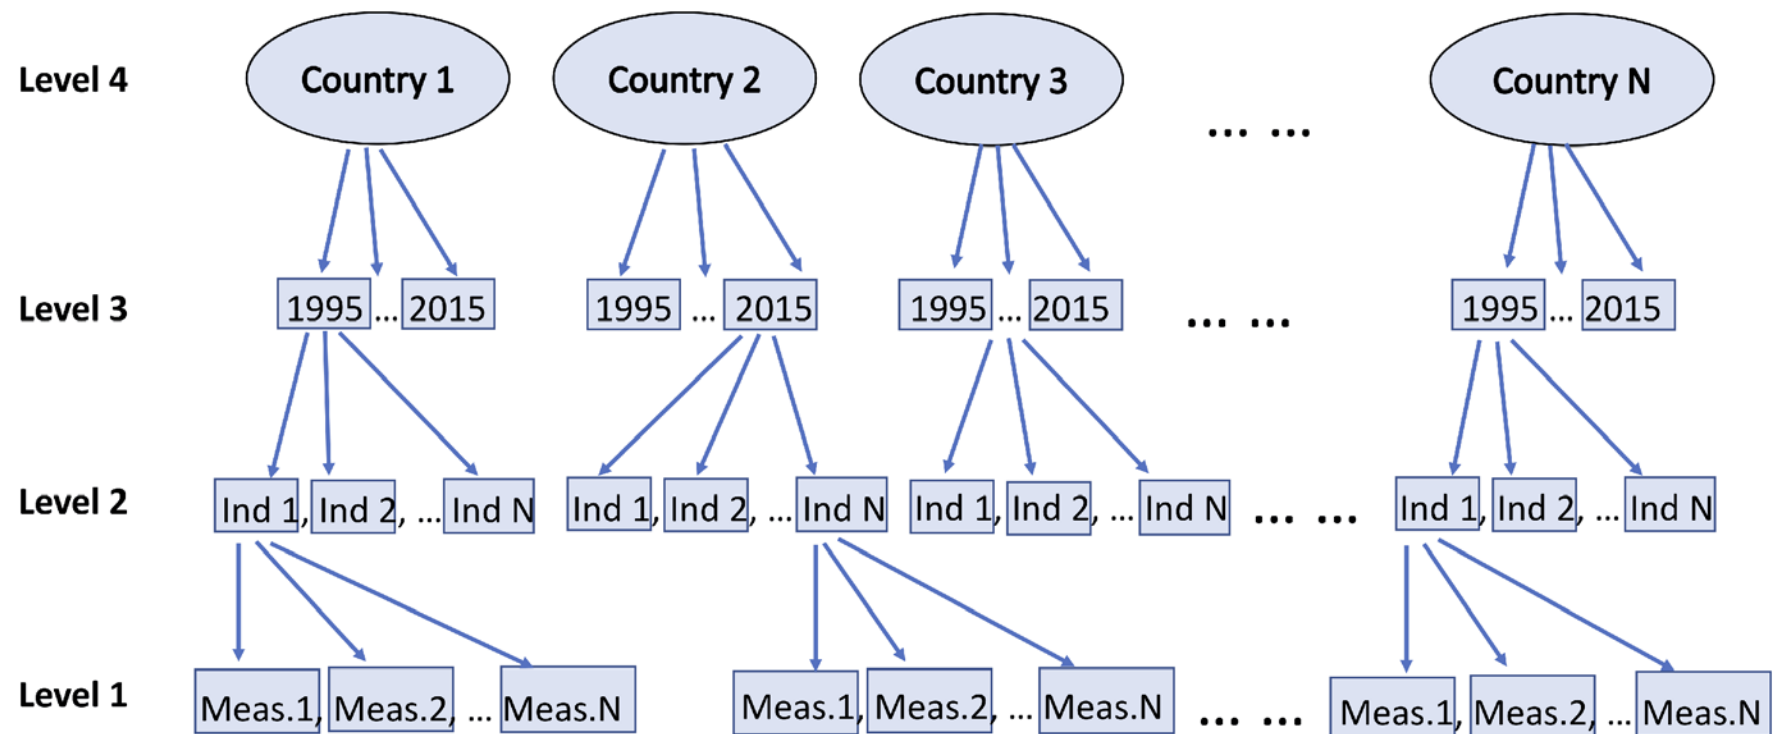 Level 4 Country 1 Country 2 Country 3 ... ... Country N
Level 3 1995 ... 2015 1995 ... 2015 1995 ... 2015 ... ... 1995 ... 2015
Level 2 Ind 1, Ind 2, ... Ind N Ind 1, Ind 2, ... Ind N Ind 1, Ind 2, ... Ind N ... ... Ind 1, Ind 2, ... Ind N
Level 1 Meas.1, Meas.2, ... Meas.N Meas.1, Meas.2, ... Meas.N ... ... Meas.1, Meas.2, ... Meas.N